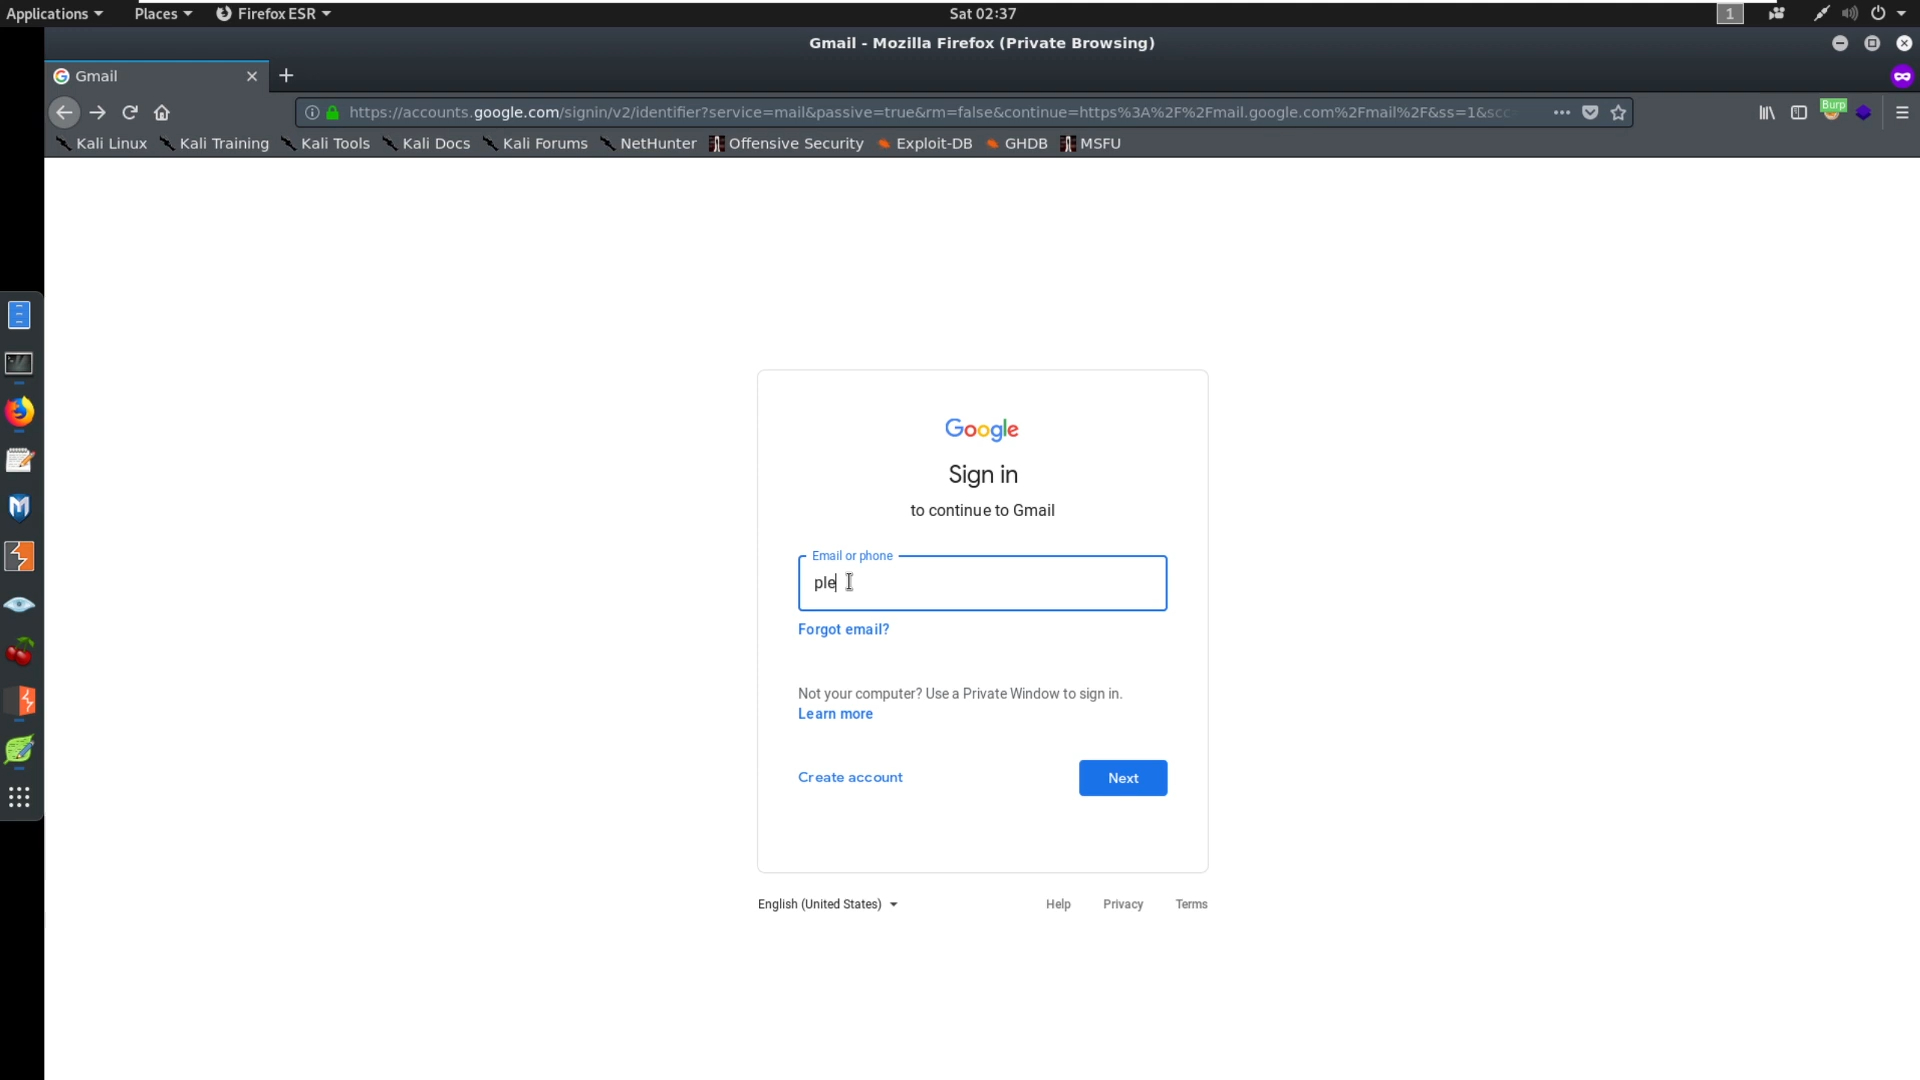 Applications Places Firefox ESR Sat 02:37 1
Gmail - Mozilla Firefox (Private Browsing)
Gmail
https://accounts.google.com/signin/v2/identifier?service=mail&passive=true&rm=false&continue=https%3A%2F%2Fmail.google.com%2Fmail%2F&ss=1&scc Burp
Kali Linux Kali Training Kali Tools Kali Docs Kali Forums NetHunter Offensive Security Exploit-DB GHDB MSFU
Google
Sign in
to continue to Gmail
Email or phone
ple
Forgot email?
Not your computer? Use a Private Window to sign in.
Learn more
Create account Next
English (United States) Help Privacy Terms